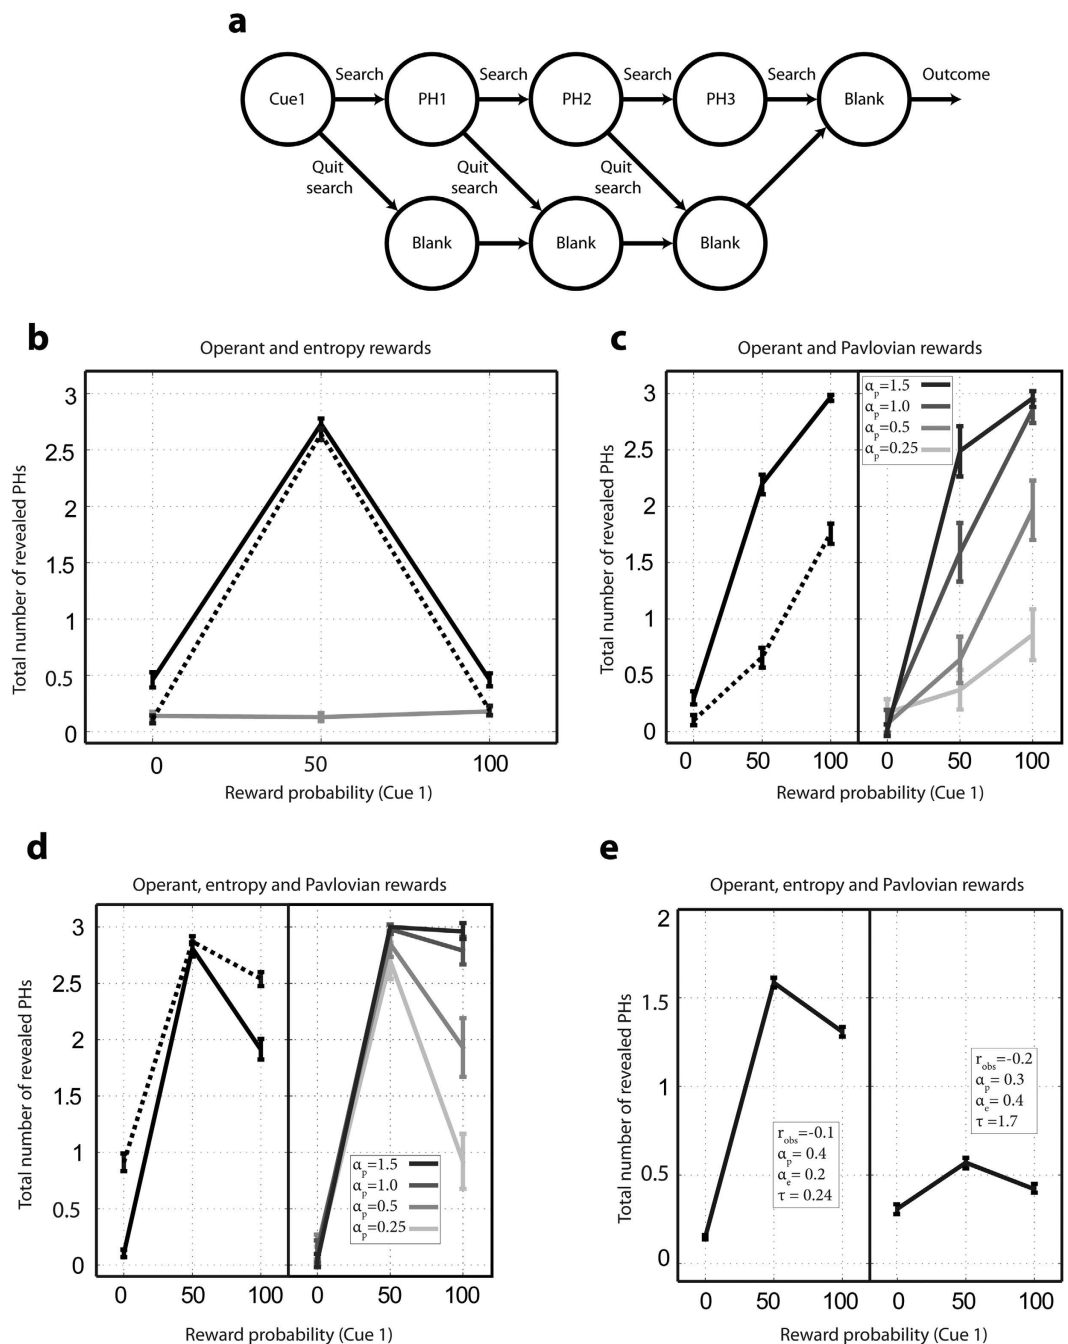 a
Search Search Search Search Outcome
Cue1 PH1 PH2 PH3 Blank
Quit search Quit search Quit search
Blank Blank Blank
b
Operant and entropy rewards
Total number of revealed PHs
3
2.5
2
1.5
1
0.5
0
0 50 100
Reward probability (Cue 1)
c
Operant and Pavlovian rewards
Total number of revealed PHs
3
2.5
2
1.5
1
0.5
0
αp=1.5
αp=1.0
αp=0.5
αp=0.25
0 50 100 0 50 100
Reward probability (Cue 1)
d
Operant, entropy and Pavlovian rewards
Total number of revealed PHs
3
2.5
2
1.5
1
0.5
0
αp=1.5
αp=1.0
αp=0.5
αp=0.25
0 50 100 0 50 100
Reward probability (Cue 1)
e
Operant, entropy and Pavlovian rewards
Total number of revealed PHs
2
1.5
1
0.5
0
robs=-0.1
αp= 0.4
αe= 0.2
τ = 0.24
robs=-0.2
αp= 0.3
αe= 0.4
τ = 1.7
0 50 100 0 50 100
Reward probability (Cue 1)